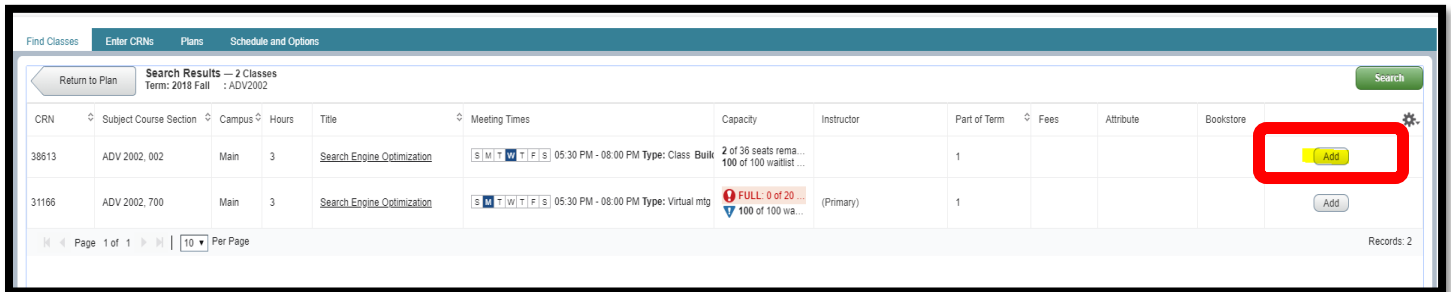 Find Classes Enter CRNs Plans Schedule and Options
Return to Plan
Search Results — 2 Classes
Term: 2018 Fall : ADV2002
Search
CRN Subject Course Section Campus Hours Title Meeting Times Capacity Instructor Part of Term Fees Attribute Bookstore
38613 ADV 2002, 002 Main 3 Search Engine Optimization S M T W T F S 05:30 PM - 08:00 PM Type: Class Build 2 of 36 seats rema... 1 Add
100 of 100 waitlist ...
31166 ADV 2002, 700 Main 3 Search Engine Optimization S M T W T F S 05:30 PM - 08:00 PM Type: Virtual mtg FULL: 0 of 20 ... (Primary) 1 Add
100 of 100 wa...
Page 1 of 1 10 Per Page Records: 2